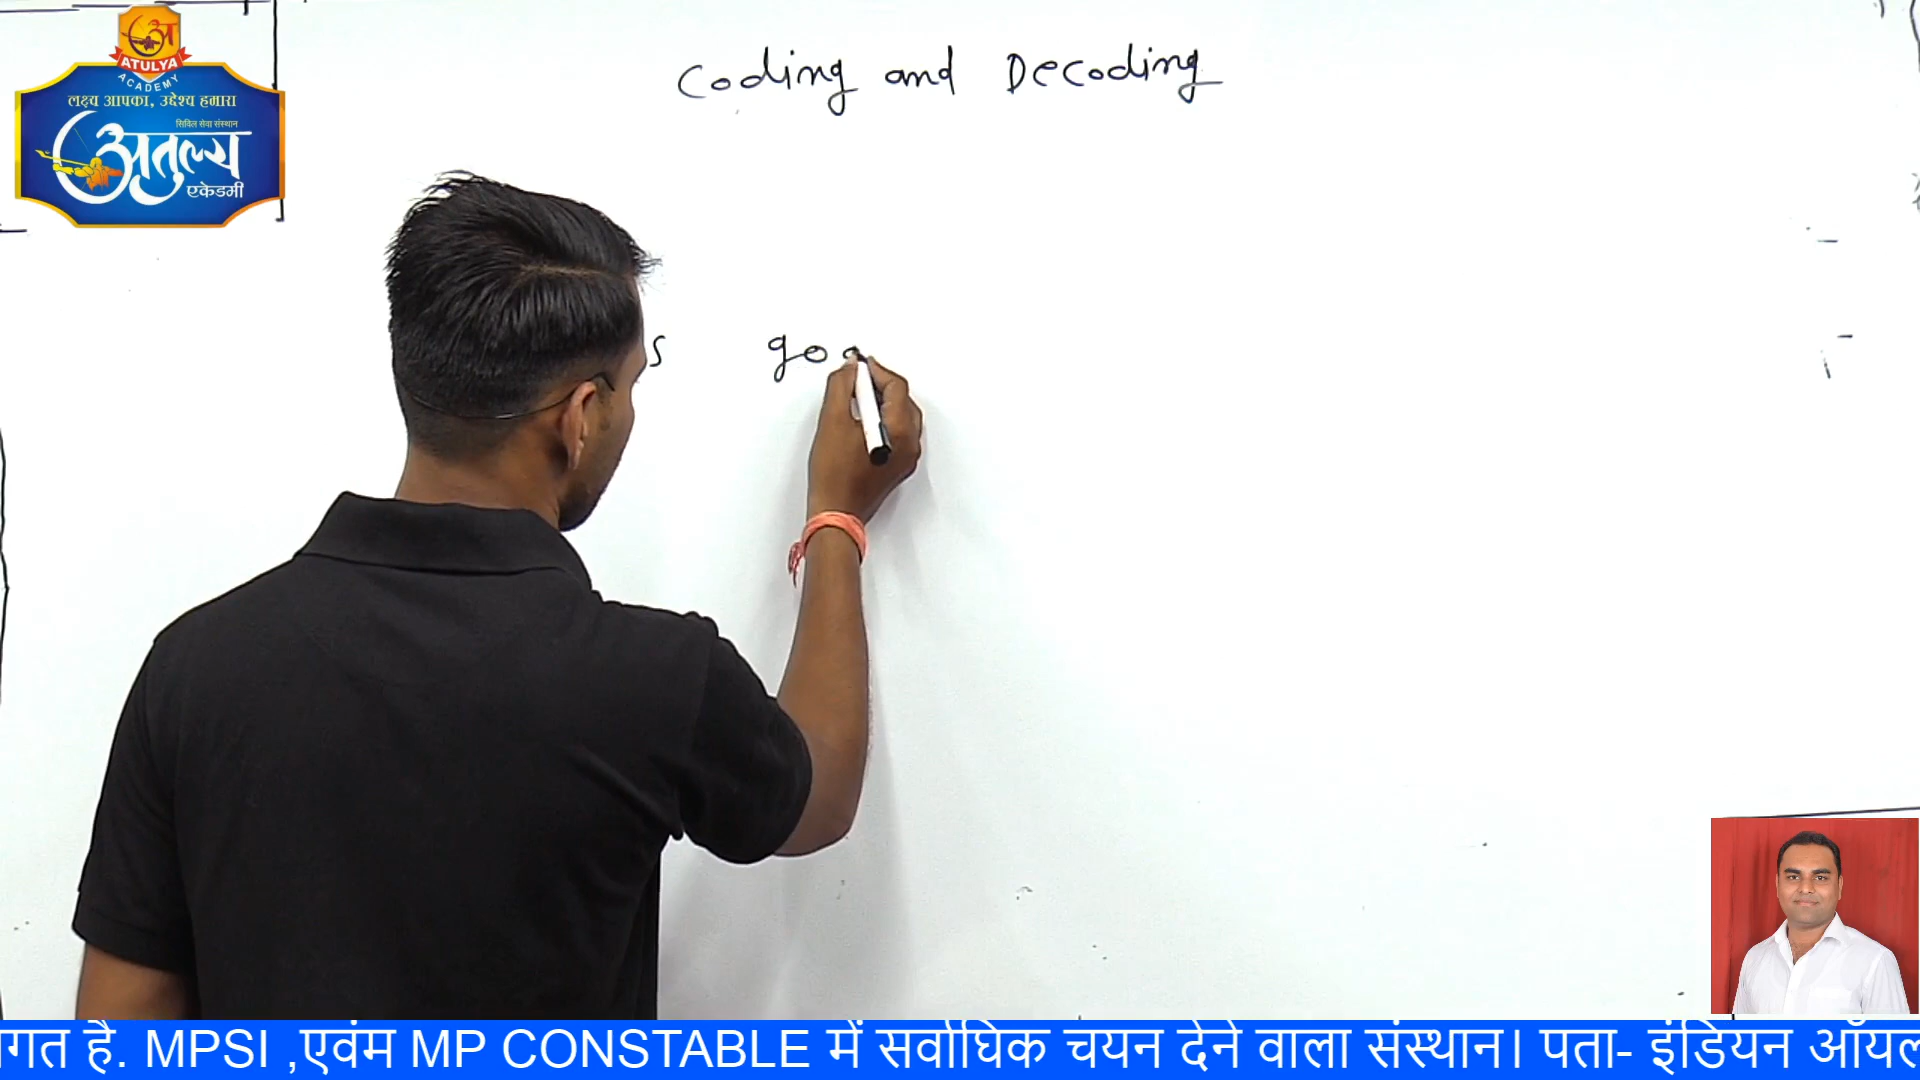 अ
ATULYA
ACADEMY
लक्ष्य आपका, उद्देश्य हमारा
सिविल सेवा संस्थान
अतुल्य
एकेडमी
Coding and Decoding
s goo
गत है. MPSI ,एवंम MP CONSTABLE में सर्वाधिक चयन देने वाला संस्थान। पता- इंडियन ऑयल